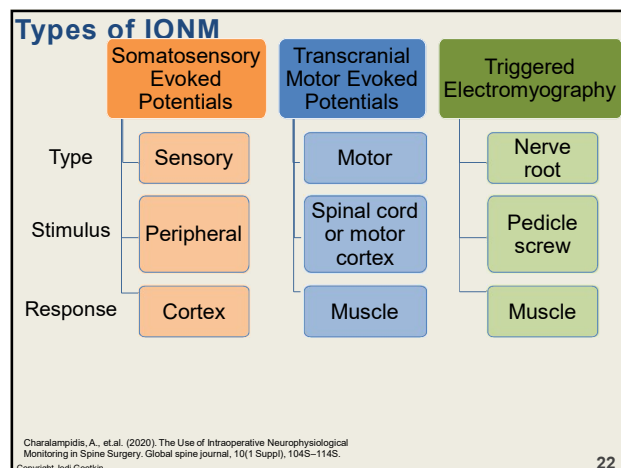 Types of IONM
Somatosensory
Evoked
Potentials
Transcranial
Motor Evoked
Potentials
Triggered
Electromyography
Type
Sensory
Motor
Nerve
root
Stimulus
Peripheral
Spinal cord
or motor
cortex
Pedicle
screw
Response
Cortex
Muscle
Muscle
Charalampidis, A., et.al. (2020). The Use of Intraoperative Neurophysiological
Monitoring in Spine Surgery. Global spine journal, 10(1 Suppl), 104S–114S.
Copyright Jodi
22